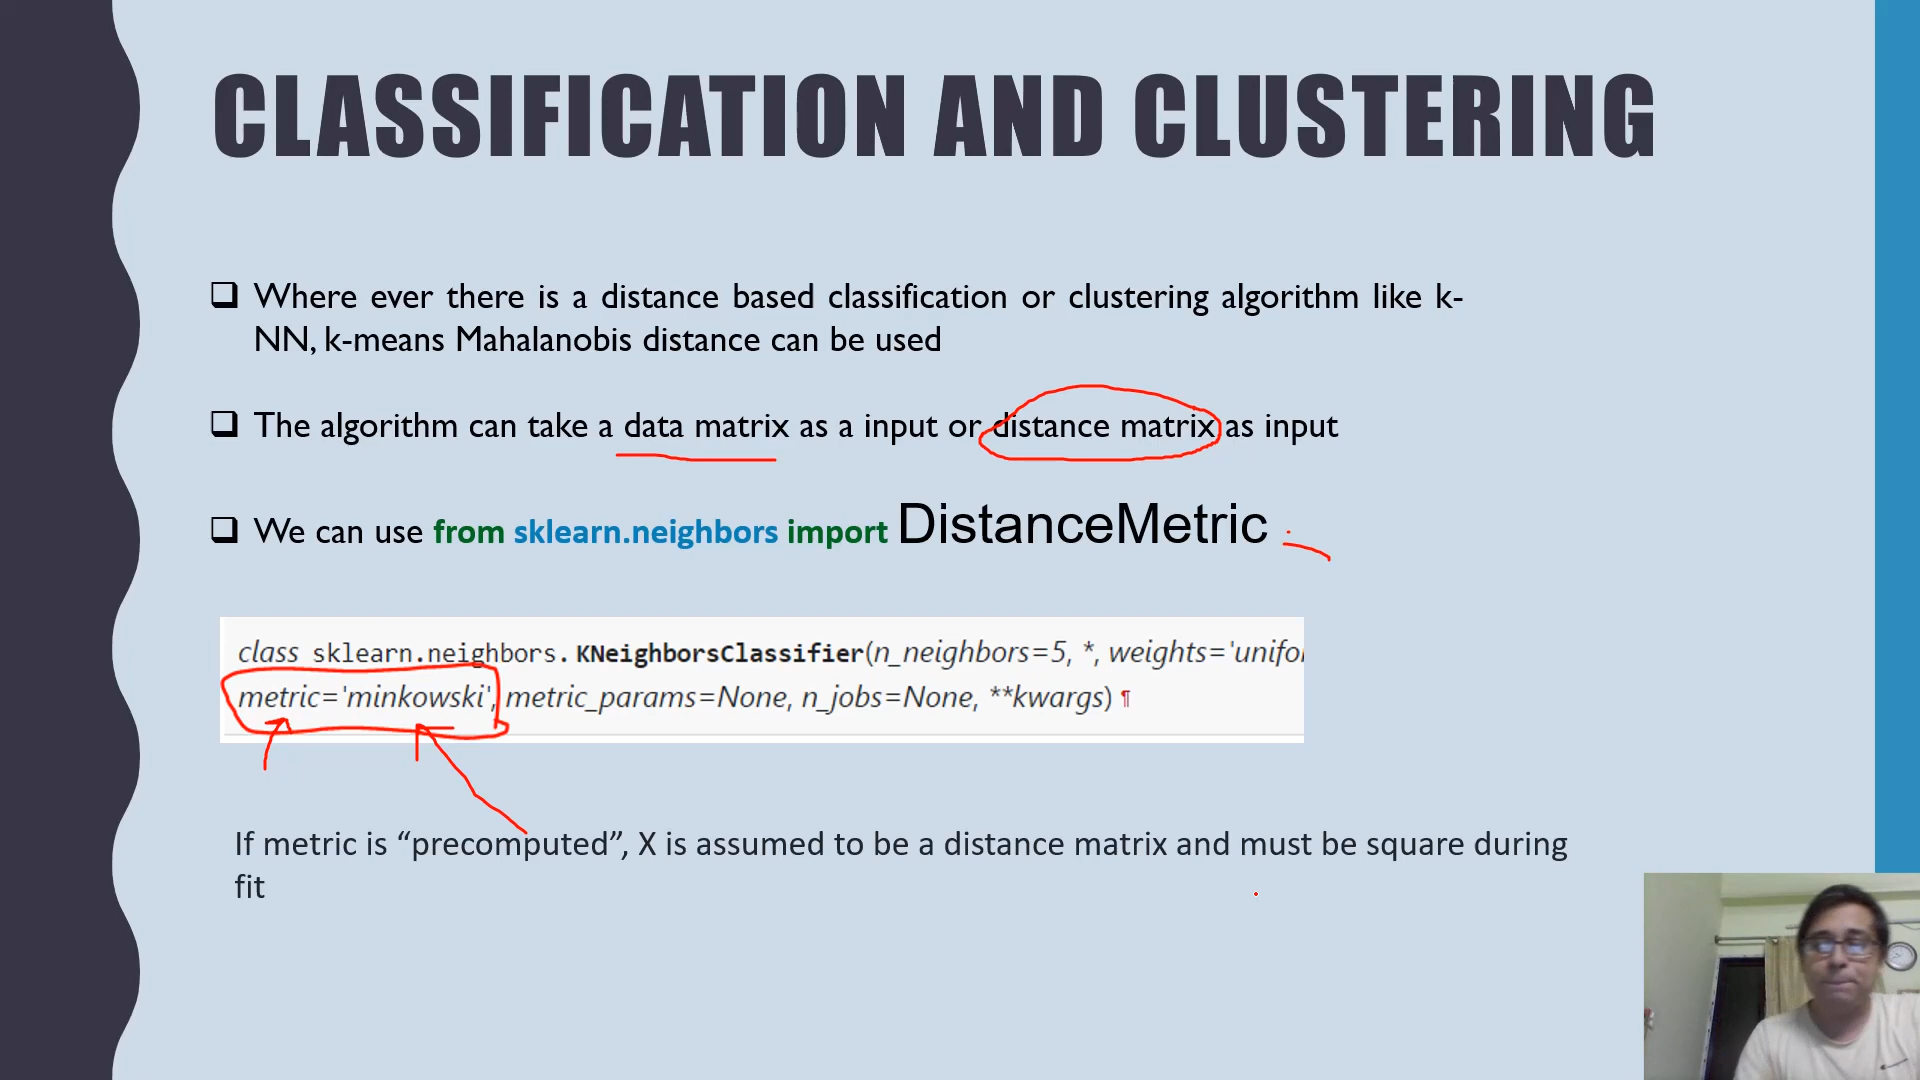 CLASSIFICATION AND CLUSTERING
Where ever there is a distance based classification or clustering algorithm like k-
NN, k-means Mahalanobis distance can be used
The algorithm can take a data matrix as a input or distance matrix as input
We can use from sklearn.neighbors import DistanceMetric
class sklearn.neighbors.KNeighborsClassifier(n_neighbors=5, *, weights='unifor
metric='minkowski', metric_params=None, n_jobs=None, **kwargs) ¶
If metric is “precomputed”, X is assumed to be a distance matrix and must be square during
fit